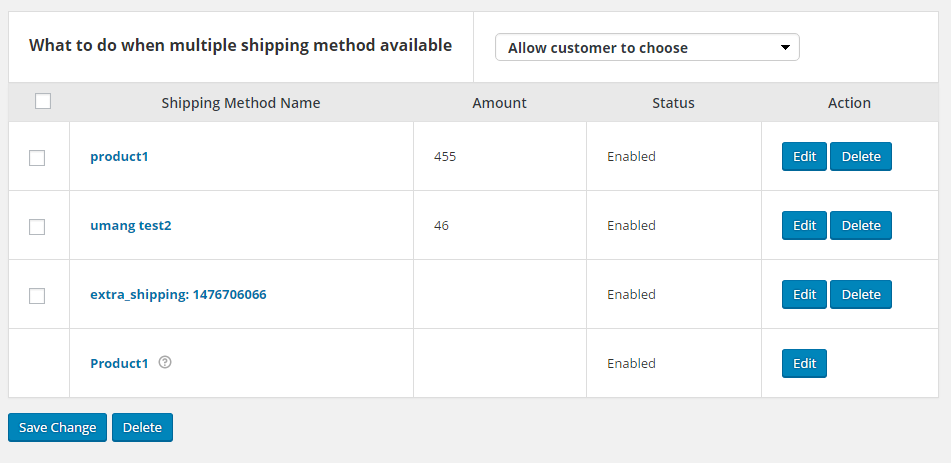 What to do when multiple shipping method available Allow customer to choose
Shipping Method Name Amount Status Action
product1 455 Enabled Edit Delete
umang test2 46 Enabled Edit Delete
extra_shipping: 1476706066 Enabled Edit Delete
Product1 ? Enabled Edit
Save Change Delete